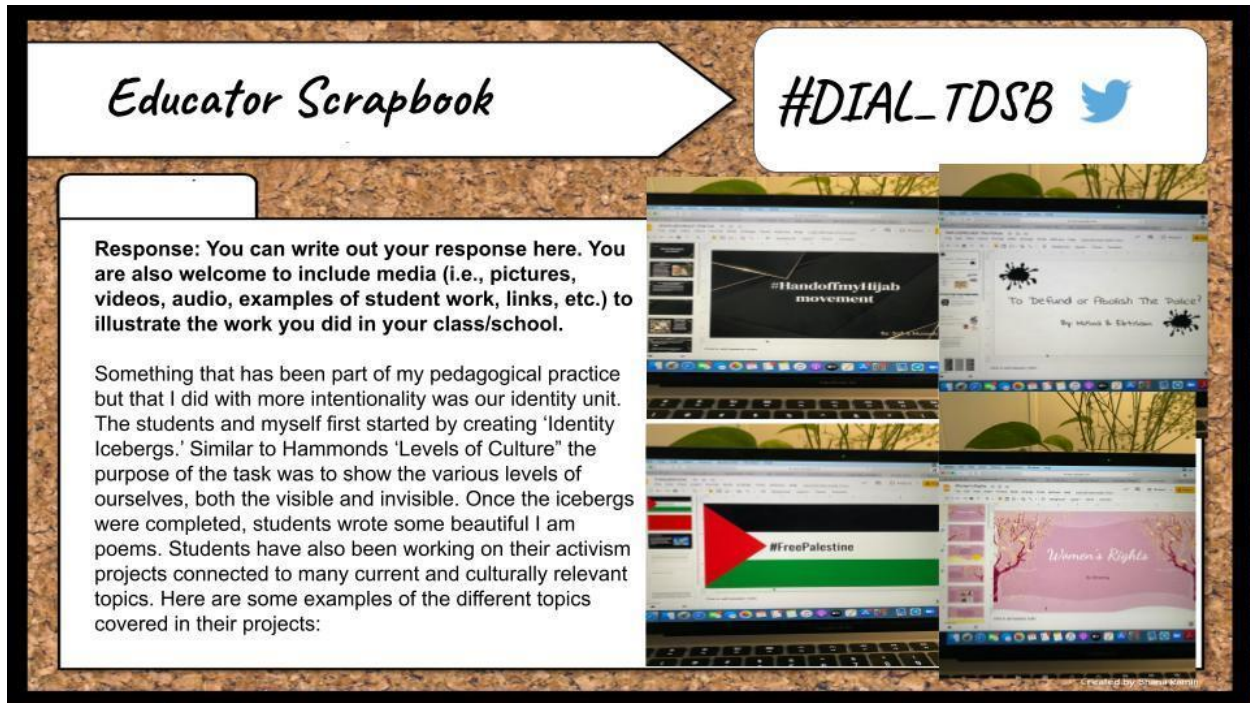 Educator Scrapbook
#DIAL_TDSB
Response: You can write out your response here. You
are also welcome to include media (i.e., pictures,
videos, audio, examples of student work, links, etc.) to
illustrate the work you did in your class/school.
Something that has been part of my pedagogical practice
but that I did with more intentionality was our identity unit.
The students and myself first started by creating ‘Identity
Icebergs.’ Similar to Hammonds ‘Levels of Culture” the
purpose of the task was to show the various levels of
ourselves, both the visible and invisible. Once the icebergs
were completed, students wrote some beautiful I am
poems. Students have also been working on their activism
projects connected to many current and culturally relevant
topics. Here are some examples of the different topics
covered in their projects:
#HandoffmyHijab
movement
To Defund or Abolish The Police?
#FreePalestine
Women's Rights
Created by Shana Ramji